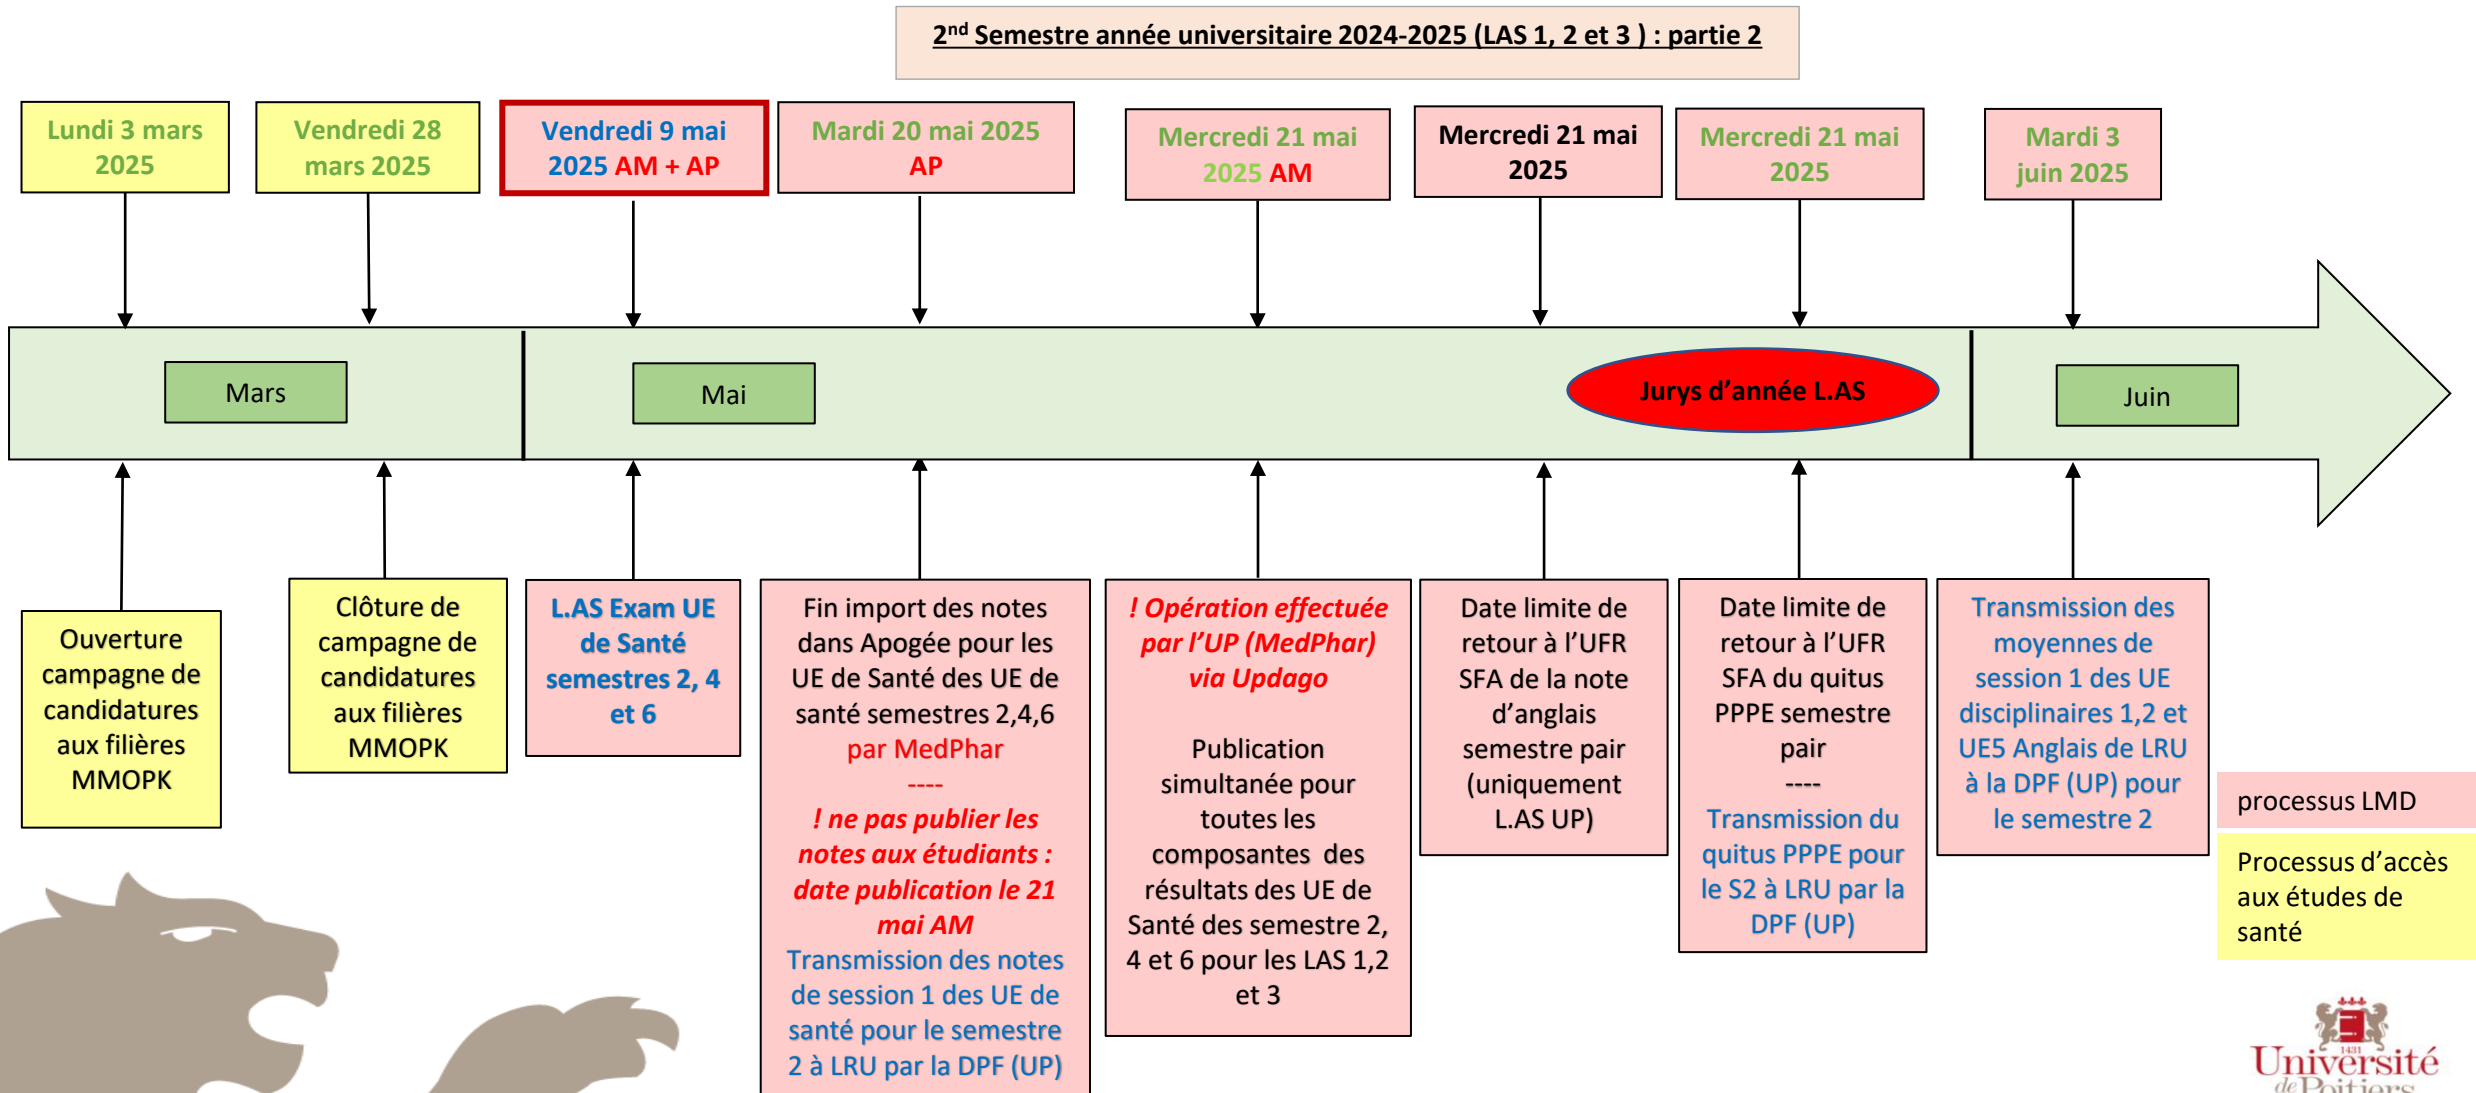 2nd Semestre année universitaire 2024-2025 (LAS 1, 2 et 3 ) : partie 2
Lundi 3 mars
2025
Vendredi 28
mars 2025
Vendredi 9 mai
2025 AM + AP
Mardi 20 mai 2025
AP
Mercredi 21 mai
2025 AM
Mercredi 21 mai
2025
Mercredi 21 mai
2025
Mardi 3
juin 2025
Mars
Mai
Jurys d’année L.AS
Juin
Ouverture
campagne de
candidatures
aux filières
MMOPK
Clôture de
campagne de
candidatures
aux filières
MMOPK
L.AS Exam UE
de Santé
semestres 2, 4
et 6
Fin import des notes
dans Apogée pour les
UE de Santé des UE de
santé semestres 2,4,6
par MedPhar
----
! ne pas publier les
notes aux étudiants :
date publication le 21
mai AM
Transmission des notes
de session 1 des UE de
santé pour le semestre
2 à LRU par la DPF (UP)
! Opération effectuée
par l’UP (MedPhar)
via Updago
Publication
simultanée pour
toutes les
composantes des
résultats des UE de
Santé des semestre 2,
4 et 6 pour les LAS 1,2
et 3
Date limite de
retour à l’UFR
SFA de la note
d’anglais
semestre pair
(uniquement
L.AS UP)
Date limite de
retour à l’UFR
SFA du quitus
PPPE semestre
pair
----
Transmission du
quitus PPPE pour
le S2 à LRU par la
DPF (UP)
Transmission des
moyennes de
session 1 des UE
disciplinaires 1,2 et
UE5 Anglais de LRU
à la DPF (UP) pour
le semestre 2
processus LMD
Processus d’accès
aux études de
santé
1431
Université
de Poitiers